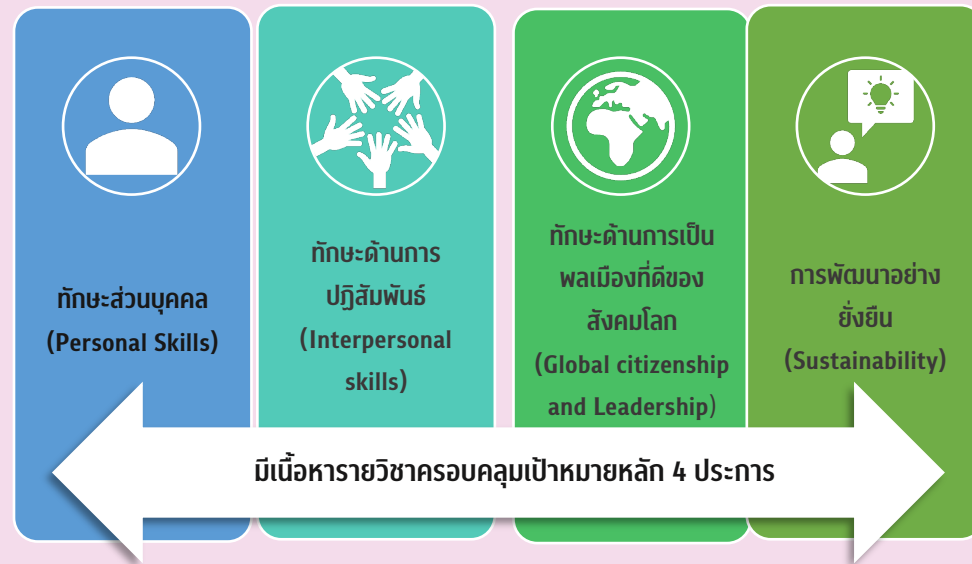 ทักษะส่วนบุคคล
(Personal Skills)
ทักษะด้านการ
ปฏิสัมพันธ์
(Interpersonal
skills)
ทักษะด้านการเป็น
พลเมืองที่ดีของ
สังคมโลก
(Global citizenship
and Leadership)
การพัฒนาอย่าง
ยั่งยืน
(Sustainability)
มีเนื้อหารายวิชาครอบคลุมเป้าหมายหลัก 4 ประการ